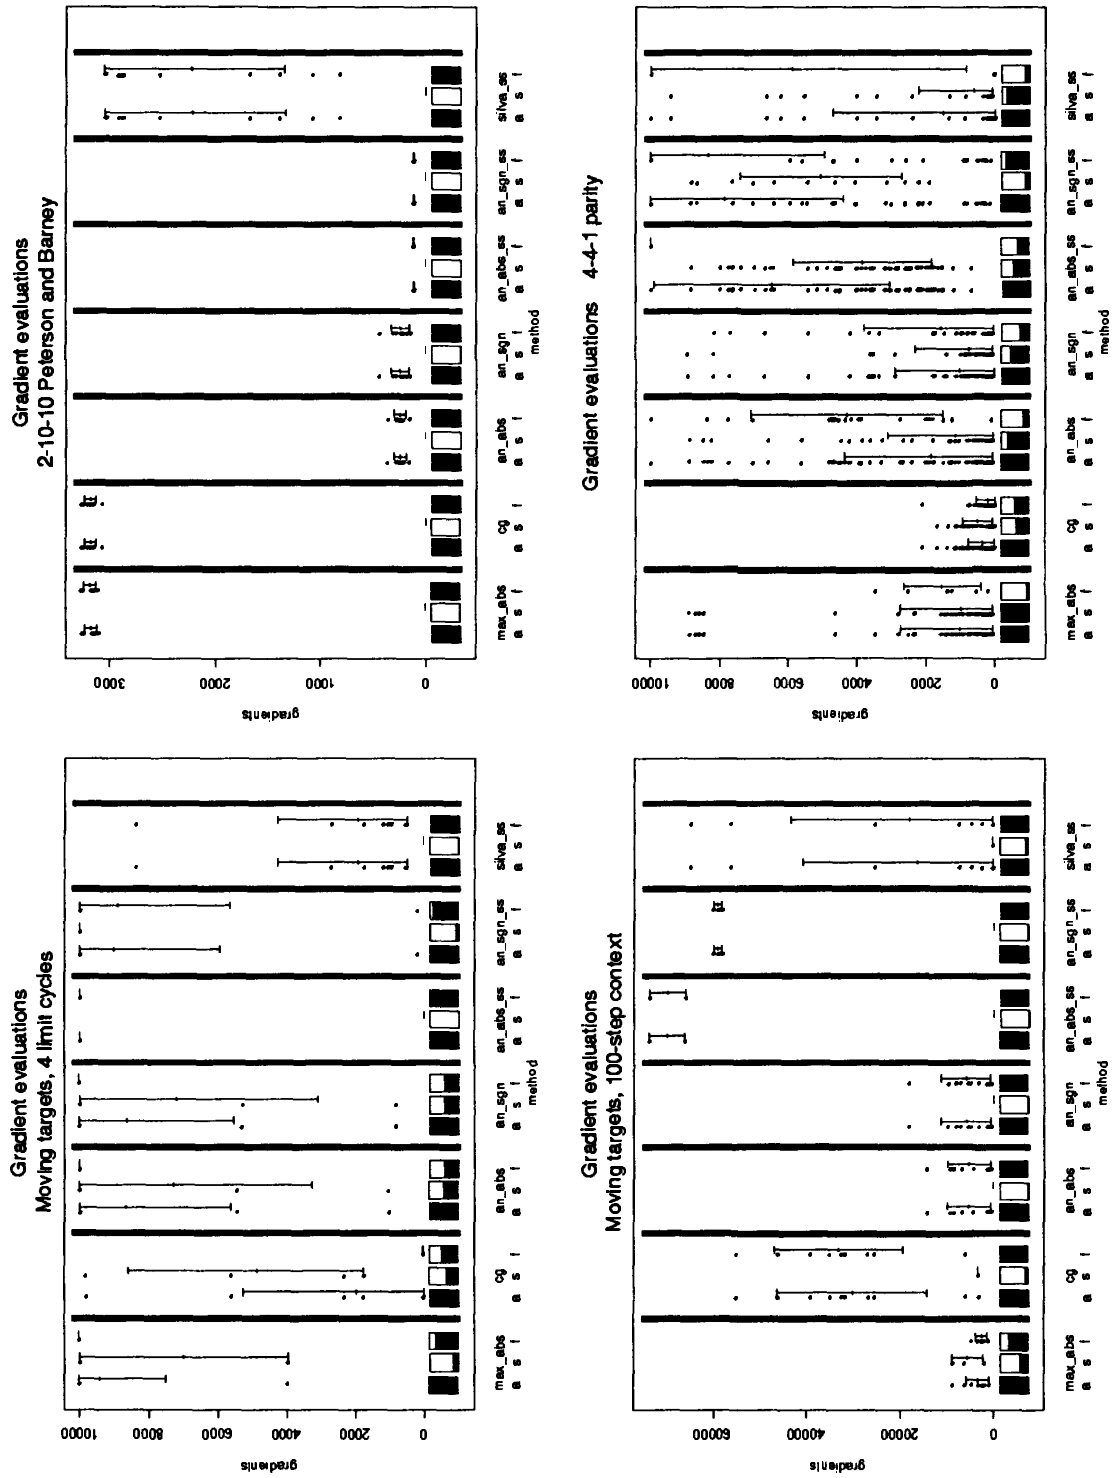 Gradient evaluations
2-10-10 Peterson and Barney
gradients
0
1000
2000
3000
a s f
max_abs
a s f
cg
a s f
an_abs
a s f
an_sgn
a s f
an_abs_ss
a s f
an_sgn_ss
a s f
silva_ss
method
Gradient evaluations 4-4-1 parity
gradients
0
2000
4000
6000
8000
10000
a s f
max_abs
a s f
cg
a s f
an_abs
a s f
an_sgn
a s f
an_abs_ss
a s f
an_sgn_ss
a s f
silva_ss
method
Gradient evaluations
Moving targets, 4 limit cycles
gradients
0
2000
4000
6000
8000
10000
a s f
max_abs
a s f
cg
a s f
an_abs
a s f
an_sgn
a s f
an_abs_ss
a s f
an_sgn_ss
a s f
silva_ss
method
Gradient evaluations
Moving targets, 100-step context
gradients
0
20000
40000
60000
a s f
max_abs
a s f
cg
a s f
an_abs
a s f
an_sgn
a s f
an_abs_ss
a s f
an_sgn_ss
a s f
silva_ss
method